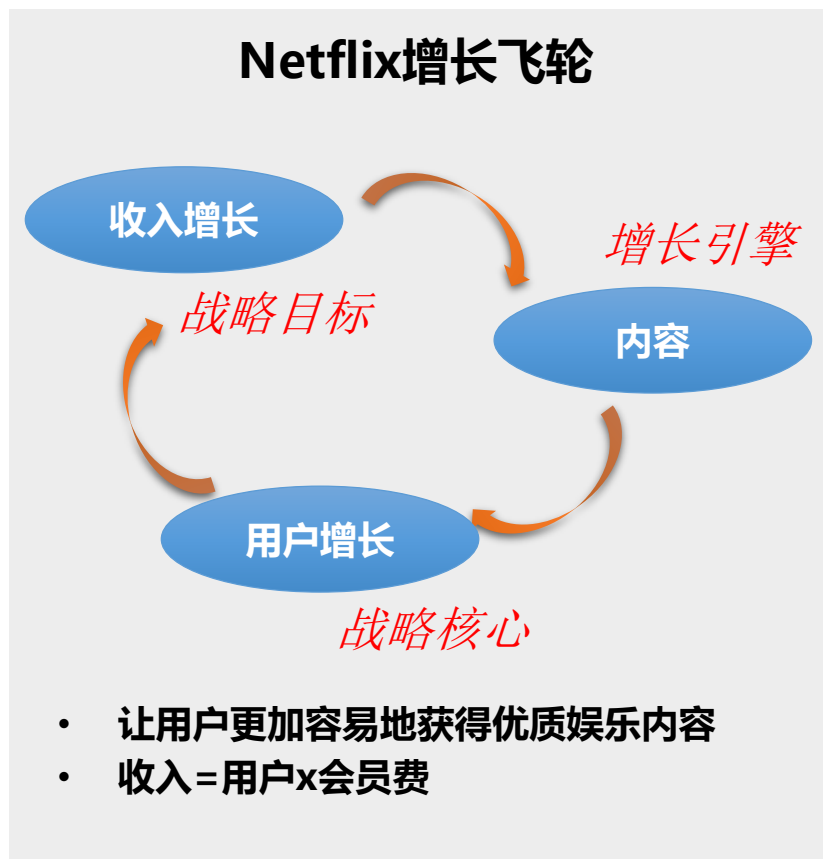 Netflix增长飞轮
收入增长
增长引擎
战略目标
内容
用户增长
战略核心
• 让用户更加容易地获得优质娱乐内容
• 收入=用户x会员费